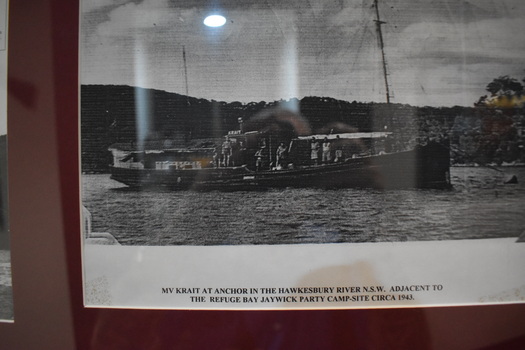 MV KRAIT AT ANCHOR IN THE HAWKESBURY RIVER N.S.W. ADJACENT TO
THE REFUGE BAY JAYWICK PARTY CAMP-SITE CIRCA 1943.